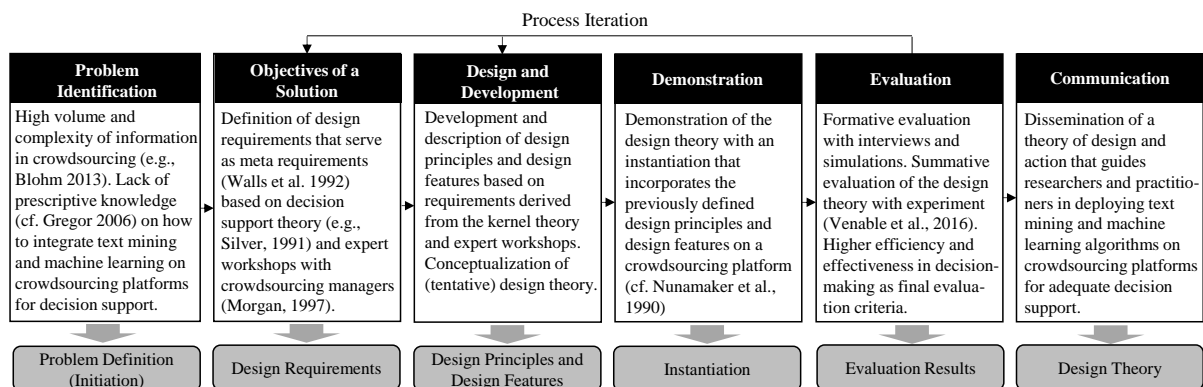 Process Iteration
Problem
Identification
High volume and
complexity of information
in crowdsourcing (e.g.,
Blohm 2013). Lack of
prescriptive knowledge
(cf. Gregor 2006) on how
to integrate text mining
and machine learning on
crowdsourcing platforms
for decision support.
Problem Definition
(Initiation)
Objectives of a
Solution
Definition of design
requirements that serve
as meta requirements
(Walls et al. 1992)
based on decision
support theory (e.g.,
Silver, 1991) and expert
workshops with
crowdsourcing managers
(Morgan, 1997).
Design Requirements
Design and
Development
Development and
description of design
principles and design
features based on
requirements derived
from the kernel theory
and expert workshops.
Conceptualization of
(tentative) design theory.
Design Principles and
Design Features
Demonstration
Demonstration of the
design theory with an
instantiation that
incorporates the
previously defined
design principles and
design features on a
crowdsourcing platform
(cf. Nunamaker et al.,
1990)
Instantiation
Evaluation
Formative evaluation
with interviews and
simulations. Summative
evaluation of the design
theory with experiment
(Venable et al., 2016).
Higher efficiency and
effectiveness in decision-
making as final evalua-
tion criteria.
Evaluation Results
Communication
Dissemination of a
theory of design and
action that guides
researchers and practitio-
ners in deploying text
mining and machine
learning algorithms on
crowdsourcing platforms
for adequate decision
support.
Design Theory